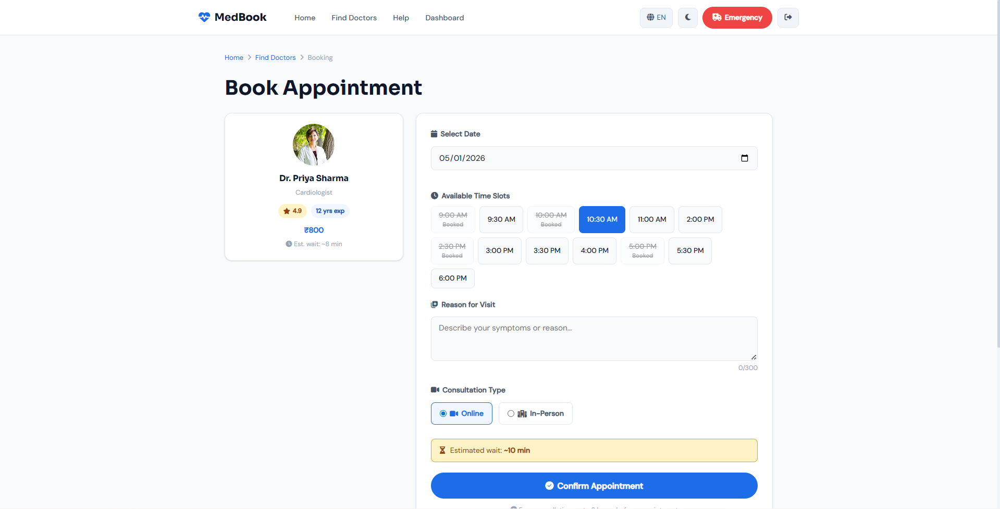 MedBook
Home
Find Doctors
Help
Dashboard
EN
Emergency
Home > Find Doctors > Booking
Book Appointment
Dr. Priya Sharma
Cardiologist
4.9
12 yrs exp
₹800
Est. wait: ~8 min
Select Date
05/01/2026
Available Time Slots
9:00 AM
Booked
9:30 AM
10:00 AM
Booked
10:30 AM
11:00 AM
2:00 PM
2:30 PM
Booked
3:00 PM
3:30 PM
4:00 PM
5:00 PM
Booked
5:30 PM
6:00 PM
Reason for Visit
Describe your symptoms or reason...
0/300
Consultation Type
Online
In-Person
Estimated wait: ~10 min
Confirm Appointment